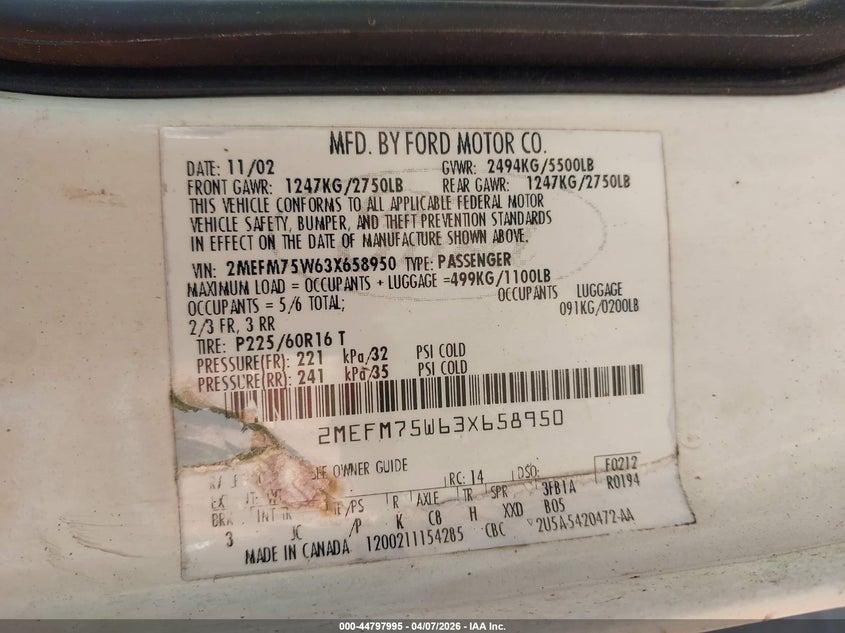 MFD. BY FORD MOTOR CO.
DATE: 11/02 GVWR: 2494KG/5500LB
FRONT GAWR: 1247KG/2750LB REAR GAWR: 1247KG/2750LB
THIS VEHICLE CONFORMS TO ALL APPLICABLE FEDERAL MOTOR
VEHICLE SAFETY, BUMPER, AND THEFT PREVENTION STANDARDS
IN EFFECT ON THE DATE OF MANUFACTURE SHOWN ABOVE.
VIN: 2MEFM75W63X658950 TYPE: PASSENGER
MAXIMUM LOAD = OCCUPANTS + LUGGAGE =499KG/1100LB
OCCUPANTS = 5/6 TOTAL; OCCUPANTS LUGGAGE
2/3 FR, 3 RR 091KG/0200LB
TIRE: P225/60R16 T
PRESSURE(FR): 221 kPa/32 PSI COLD
PRESSURE(RR): 241 kPa/35 PSI COLD
2MEFM75W63X658950
OWNER GUIDE
RC: 14 DSO: F0212
/PS R AXLE TR SPR 3FB1A R0194
3 /P K C8 H XXD B05
MADE IN CANADA 1200211154285 CBC 2U5A-5420472-AA
000-44797995 - 04/07/2026 - IAA Inc.